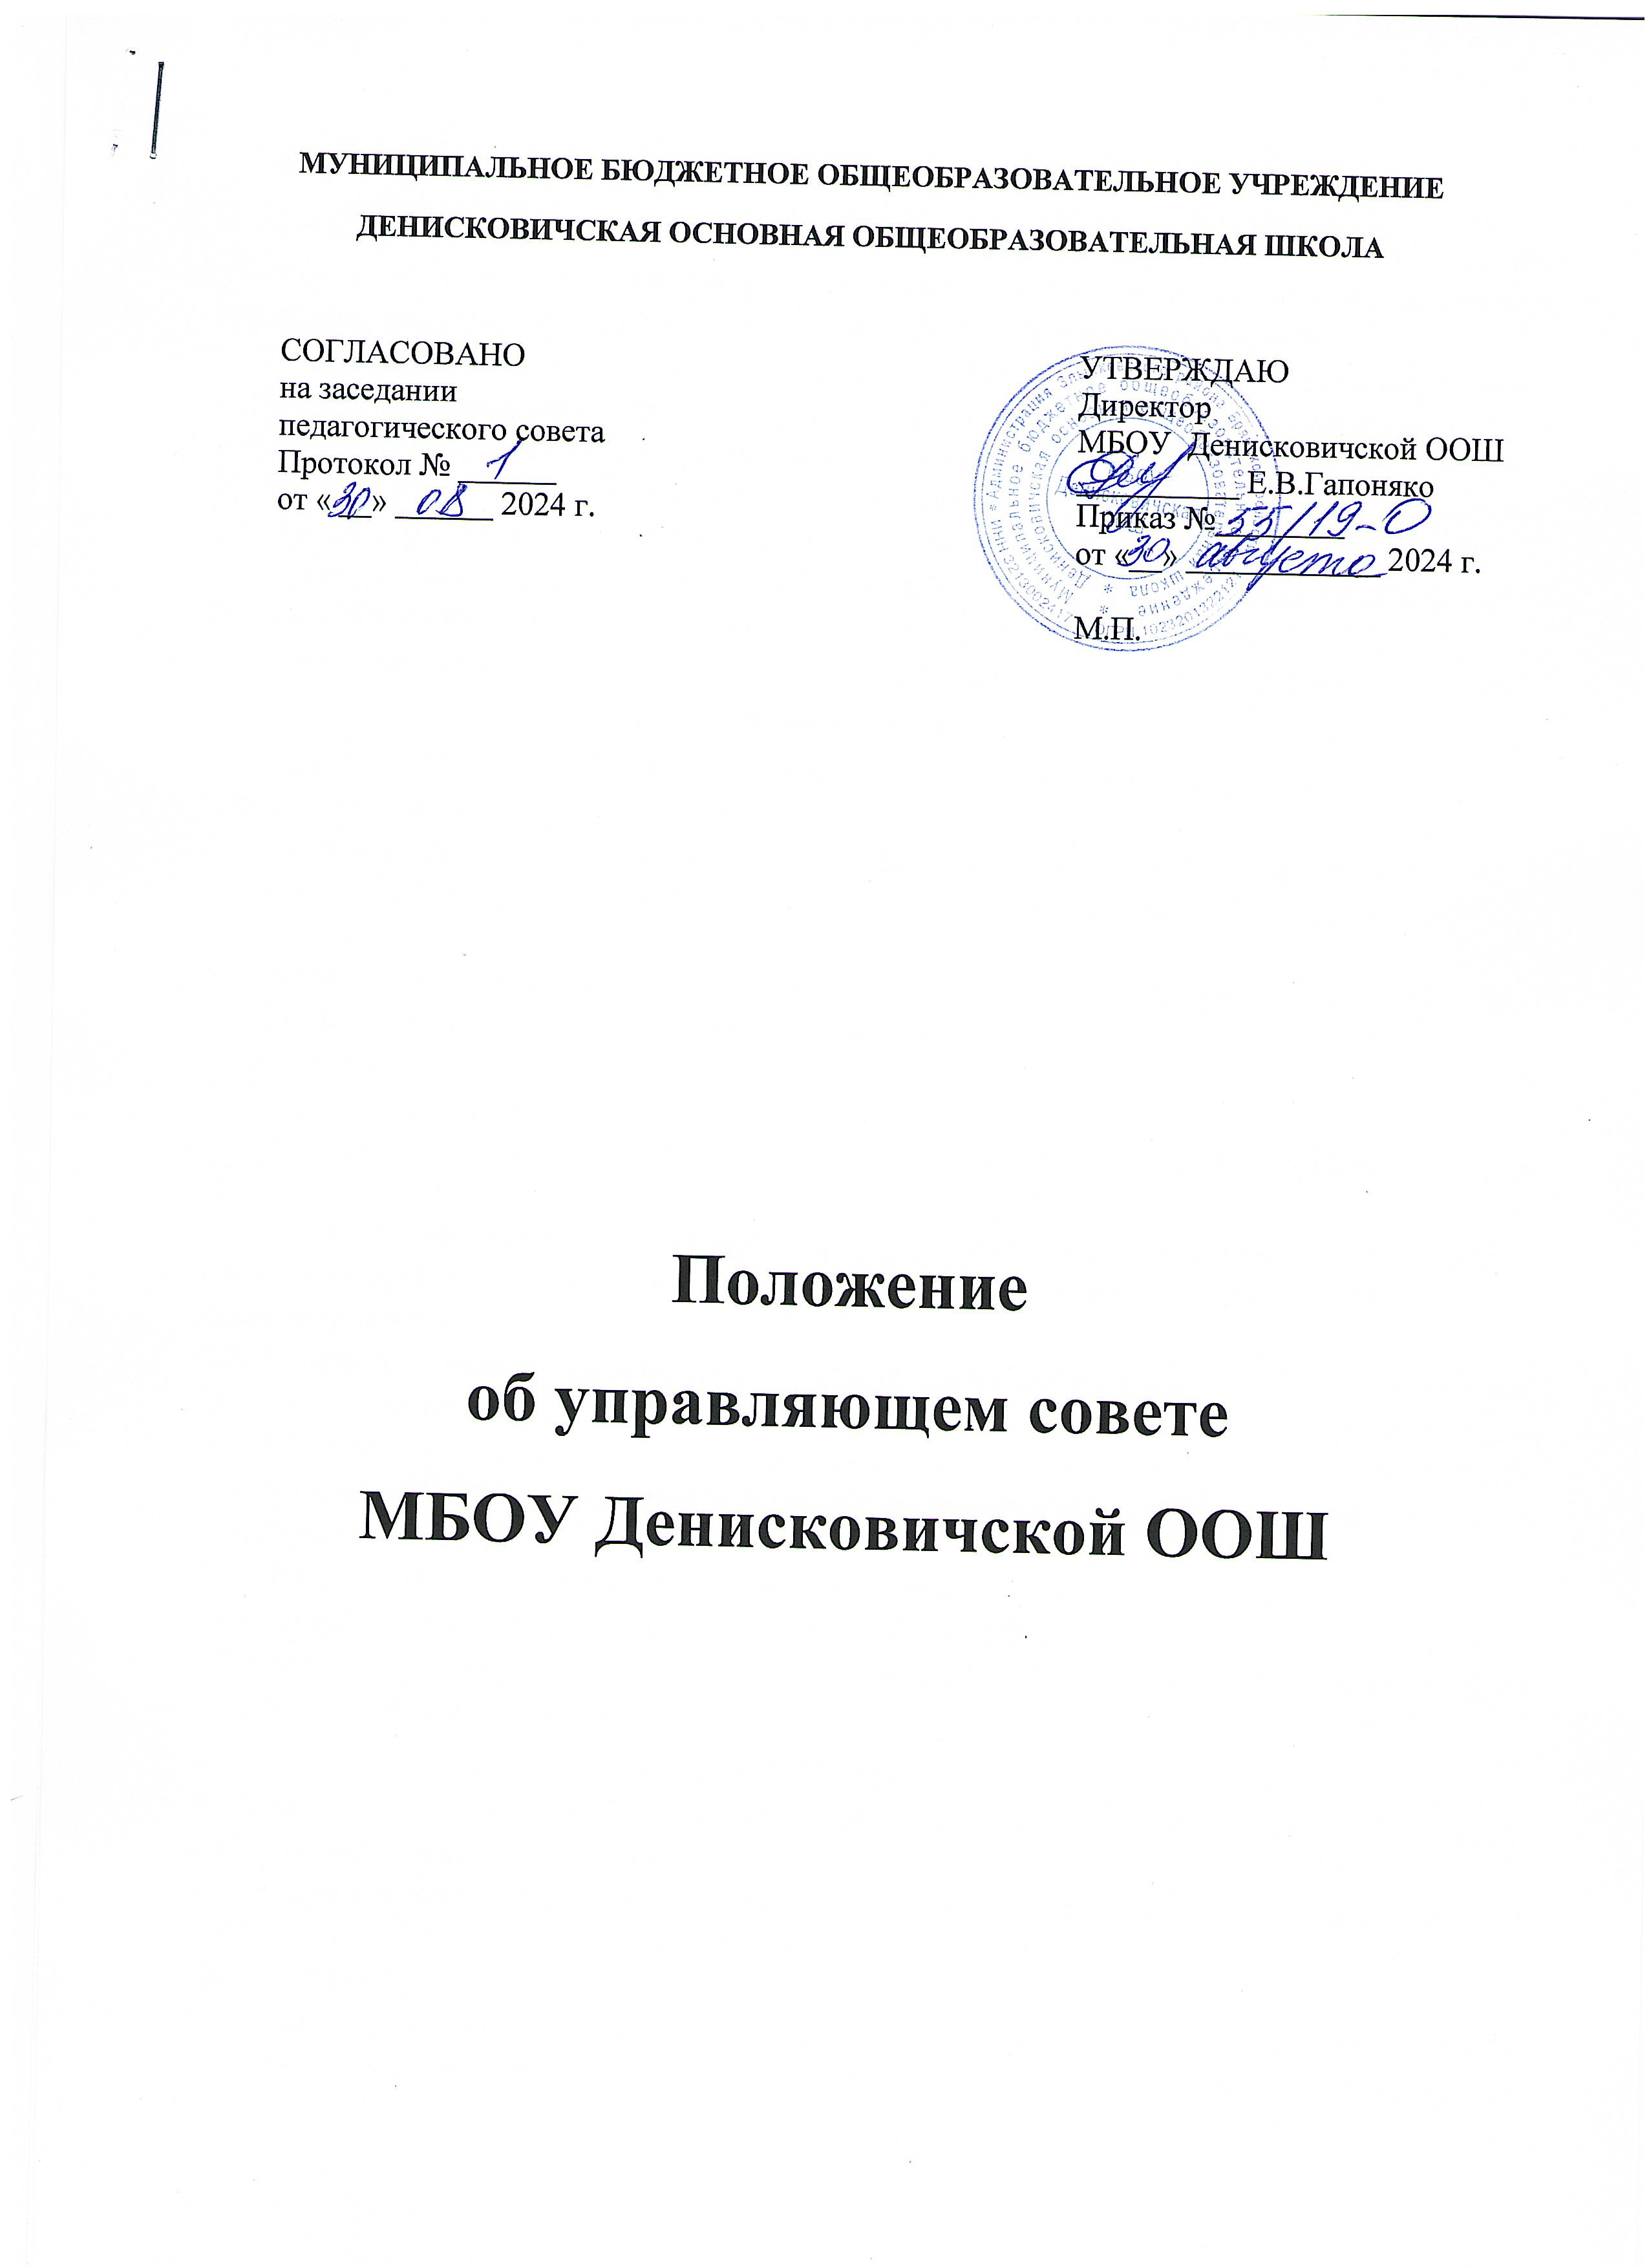 МУНИЦИПАЛЬНОЕ БЮДЖЕТНОЕ ОБЩЕОБРАЗОВАТЕЛЬНОЕ УЧРЕЖДЕНИЕ
ДЕНИСКОВИЧСКАЯ ОСНОВНАЯ ОБЩЕОБРАЗОВАТЕЛЬНАЯ ШКОЛА
СОГЛАСОВАНО
на заседании
педагогического совета
Протокол № 1
от «30» 08 2024 г.
УТВЕРЖДАЮ
Директор
МБОУ Денисковичской ООШ
Е.В.Гапоняко
Приказ № 55/19-О
от «30» августа 2024 г.
М.П.
Положение
об управляющем совете
МБОУ Денисковичской ООШ